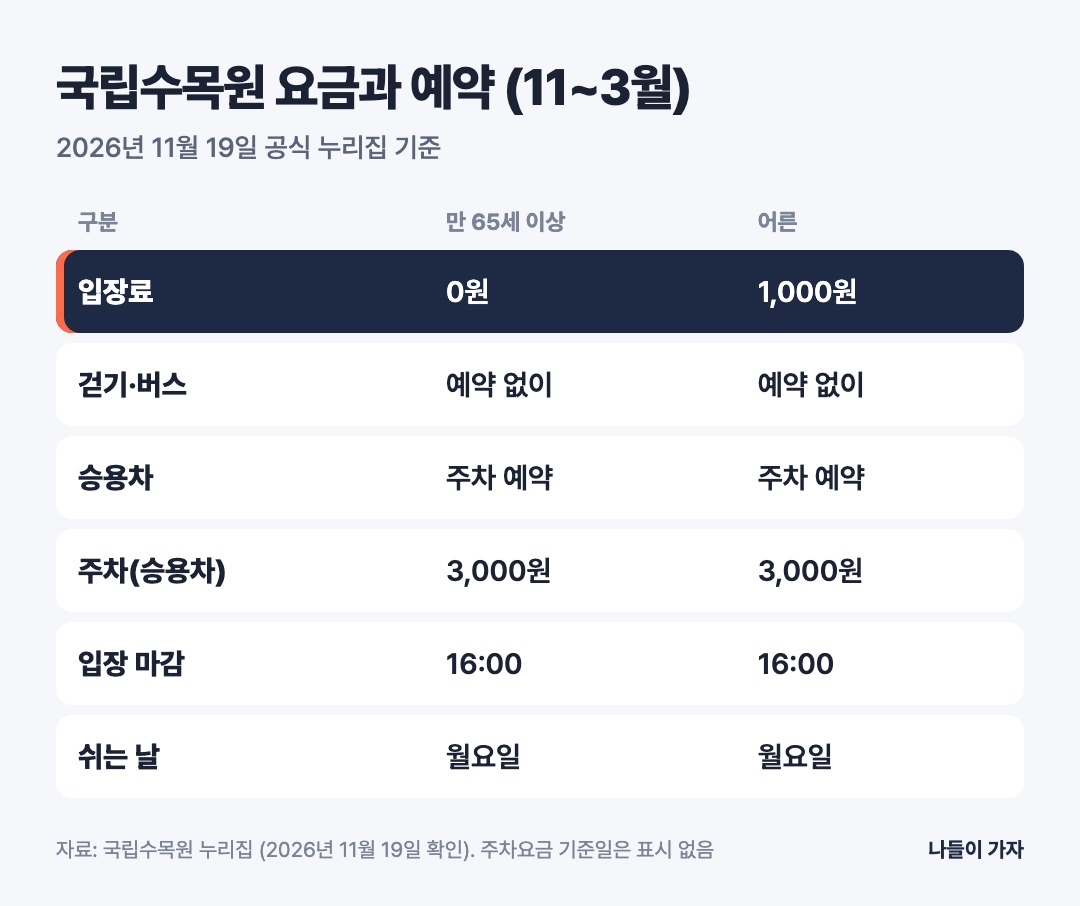 국립수목원 요금과 예약 (11~3월)
2026년 11월 19일 공식 누리집 기준
구분 만 65세 이상 어른
입장료 0원 1,000원
걷기·버스 예약 없이 예약 없이
승용차 주차 예약 주차 예약
주차(승용차) 3,000원 3,000원
입장 마감 16:00 16:00
쉬는 날 월요일 월요일
자료: 국립수목원 누리집 (2026년 11월 19일 확인). 주차요금 기준일은 표시 없음 나들이 가자